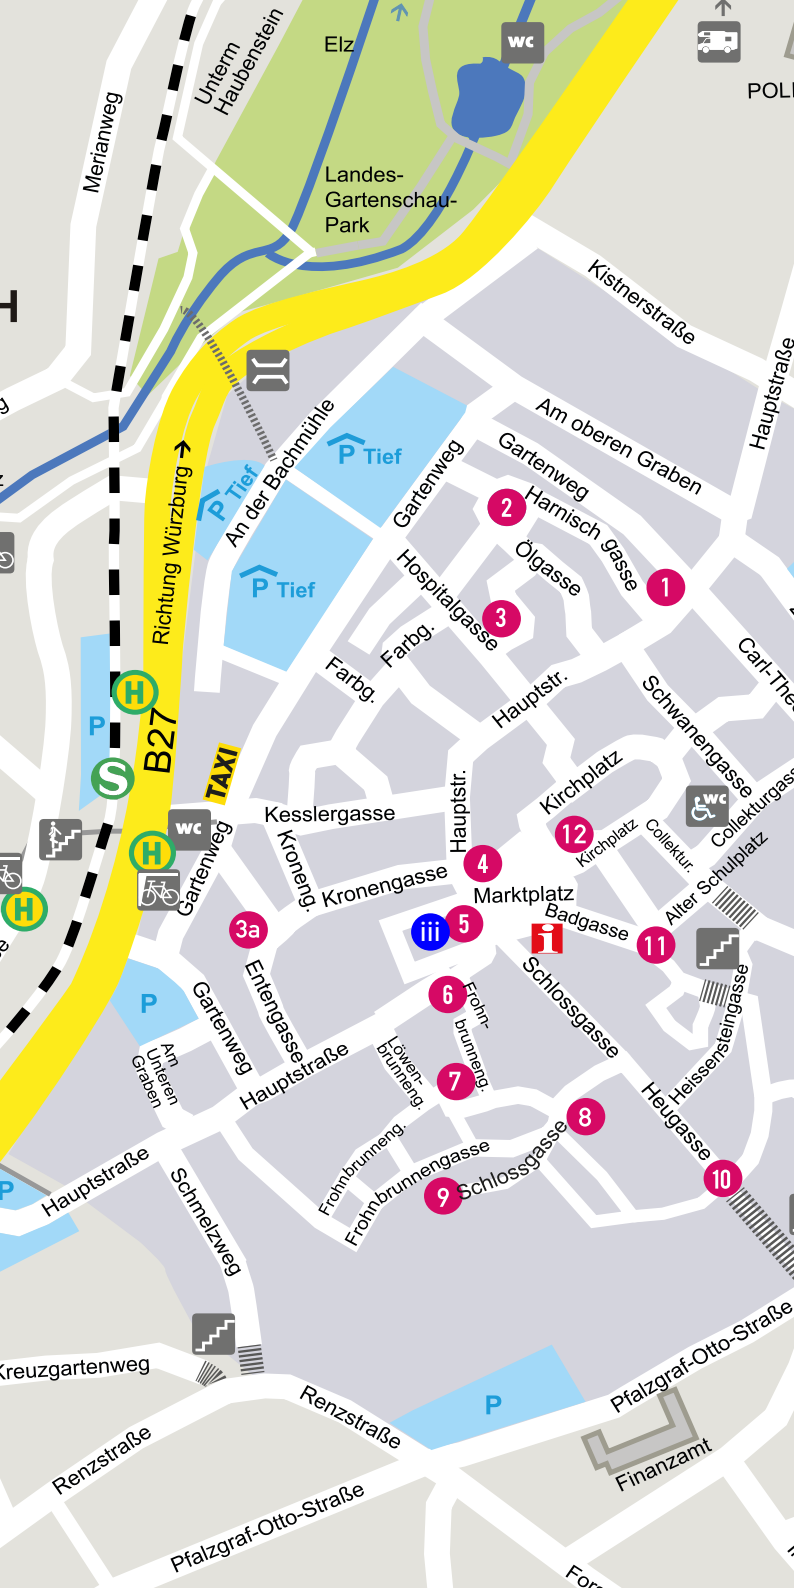 Elz
wc
Unterm
Haubenstein
Merianweg
Landes-
Gartenschau-
Park
Kistnerstraße
H
Hauptstraße
Am oberen Graben
Gartenweg
P Tief
An der Bachmühle
Gartenweg
P Tief
Harnisch gasse
2
Richtung Würzburg
Ölgasse
Hospitalgasse
P Tief
1
3
Farbg.
Farbg.
Hauptstr.
H
P
B27
Schwanengasse
TAXI
S
Kirchplatz
Hauptstr.
wc
Kesslergasse
wc
12
Kirchplatz
Collektur.
H
Kroneng.
Gartenweg
4
Kronengasse
Marktplatz
Alter Schulplatz
H
3a
iii
5
i
Badgasse
11
Entengasse
Schlossgasse
6
Frohn-
brunneng.
P
Gartenweg
Heissensteingasse
Am
Unteren
Graben
Hauptstraße
Löwen-
brunneng.
7
8
Heugasse
Frohnbrunneng.
Frohnbrunnengasse
Schlossgasse
9
10
P
Hauptstraße
Schmelzweg
Kreuzgartenweg
Pfalzgraf-Otto-Straße
P
Renzstraße
Renzstraße
Finanzamt
Pfalzgraf-Otto-Straße